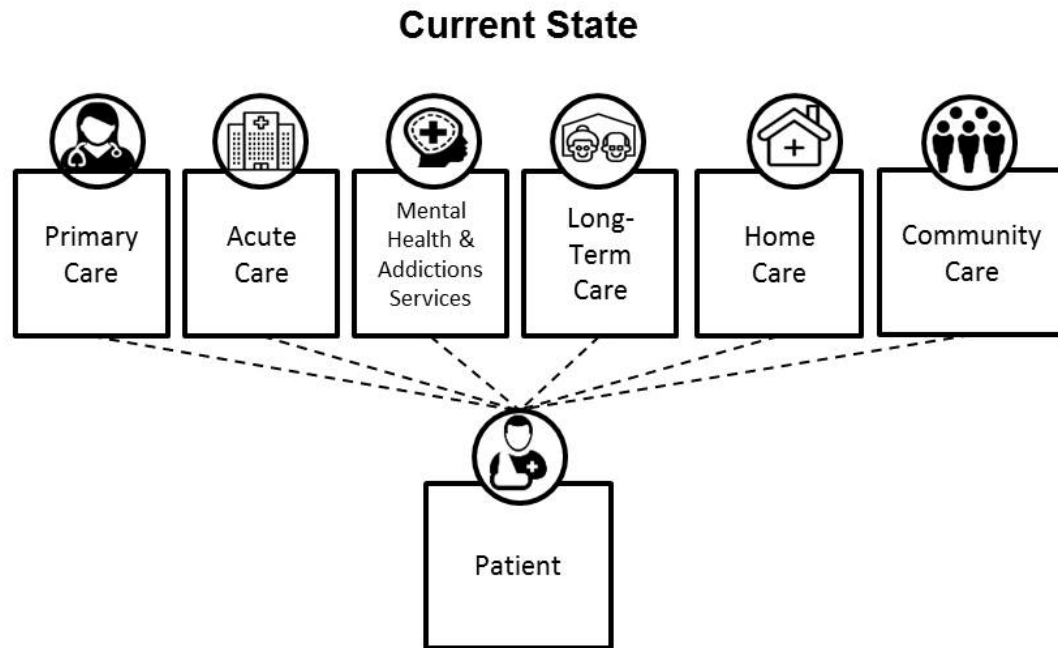 Current State
Primary
Care
Acute
Care
Mental
Health &
Addictions
Services
Long-
Term
Care
Home
Care
Community
Care
Patient